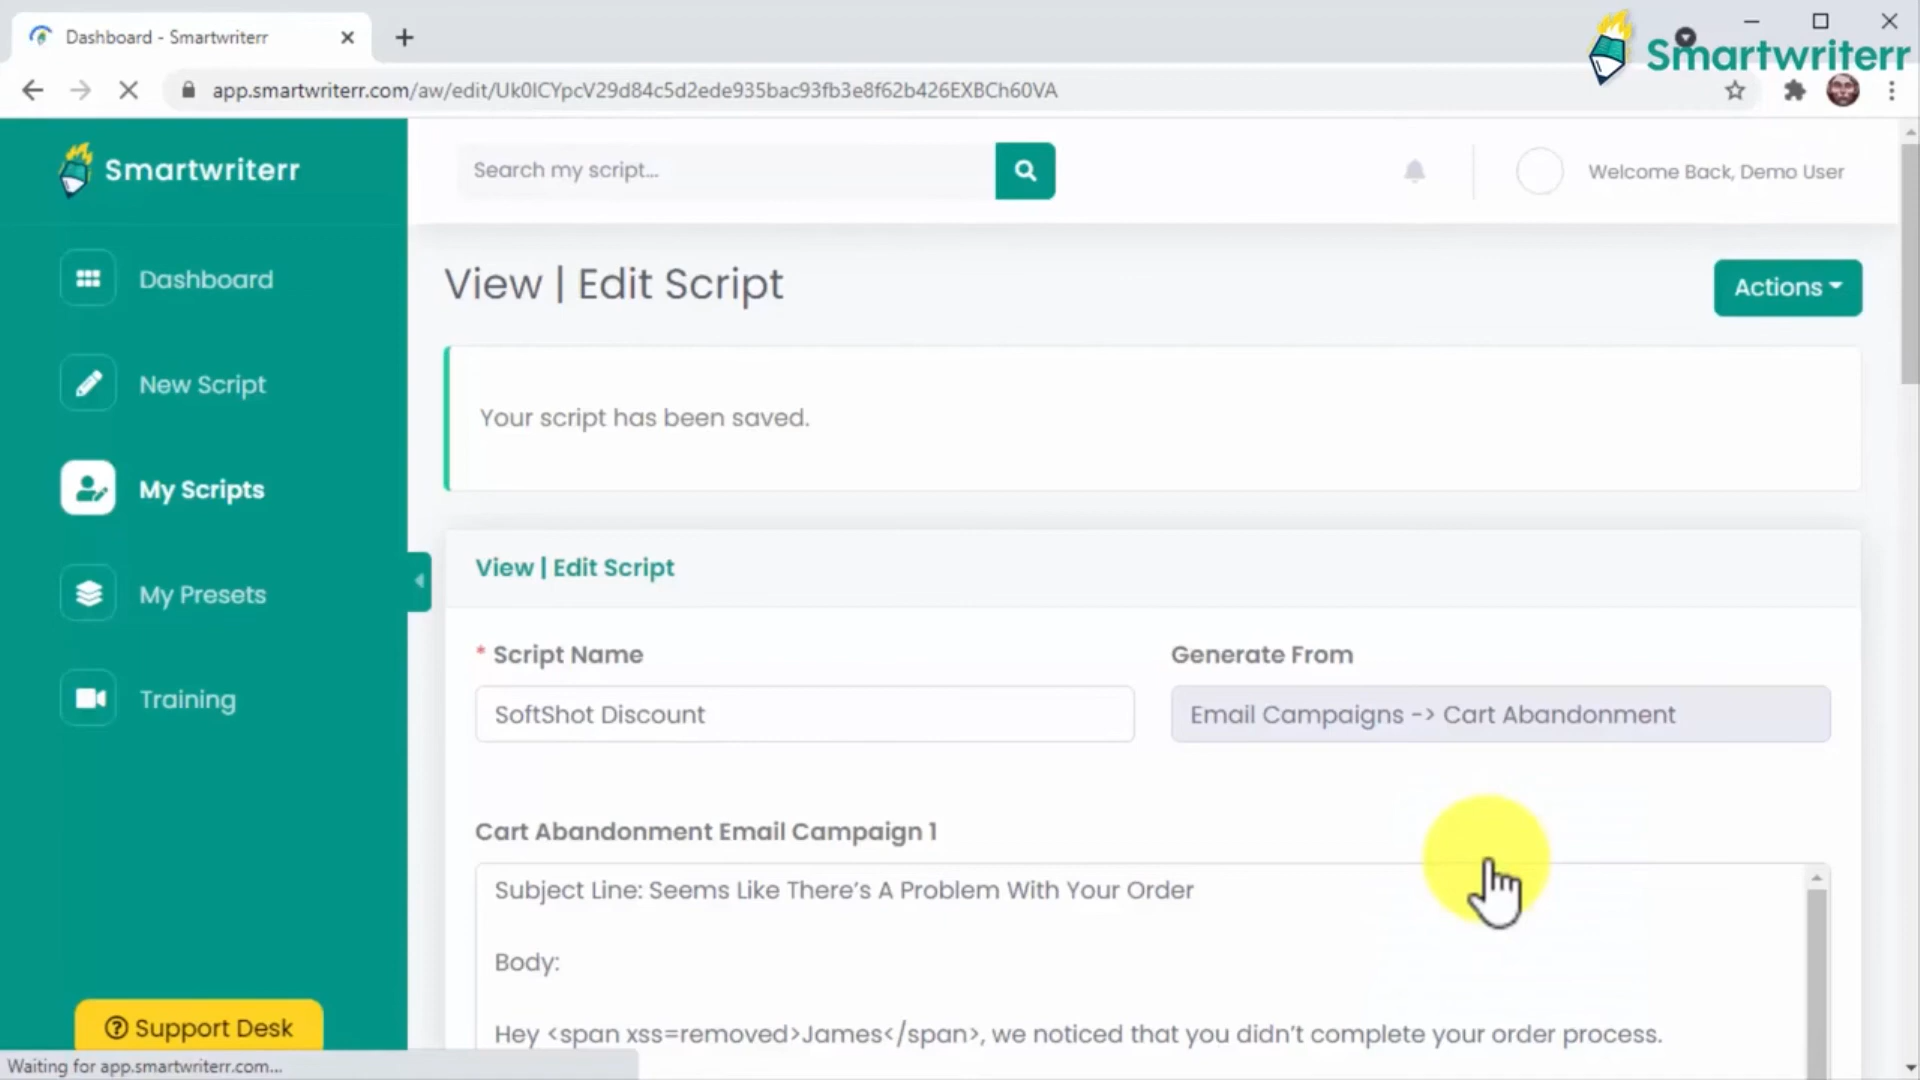 Dashboard - Smartwriterr
Smartwriterr
app.smartwriterr.com/aw/edit/Uk0ICYpcV29d84c5d2ede935bac93fb3e8f62b426EXBCh60VA
Smartwriterr
Search my script...
Welcome Back, Demo User
Dashboard
New Script
My Scripts
My Presets
Training
Support Desk
View | Edit Script
Actions
Your script has been saved.
View | Edit Script
* Script Name
Generate From
SoftShot Discount
Email Campaigns -> Cart Abandonment
Cart Abandonment Email Campaign 1
Subject Line: Seems Like There's A Problem With Your Order
Body:
Hey <span xss=removed>James</span>, we noticed that you didn't complete your order process.
Waiting for app.smartwriterr.com...